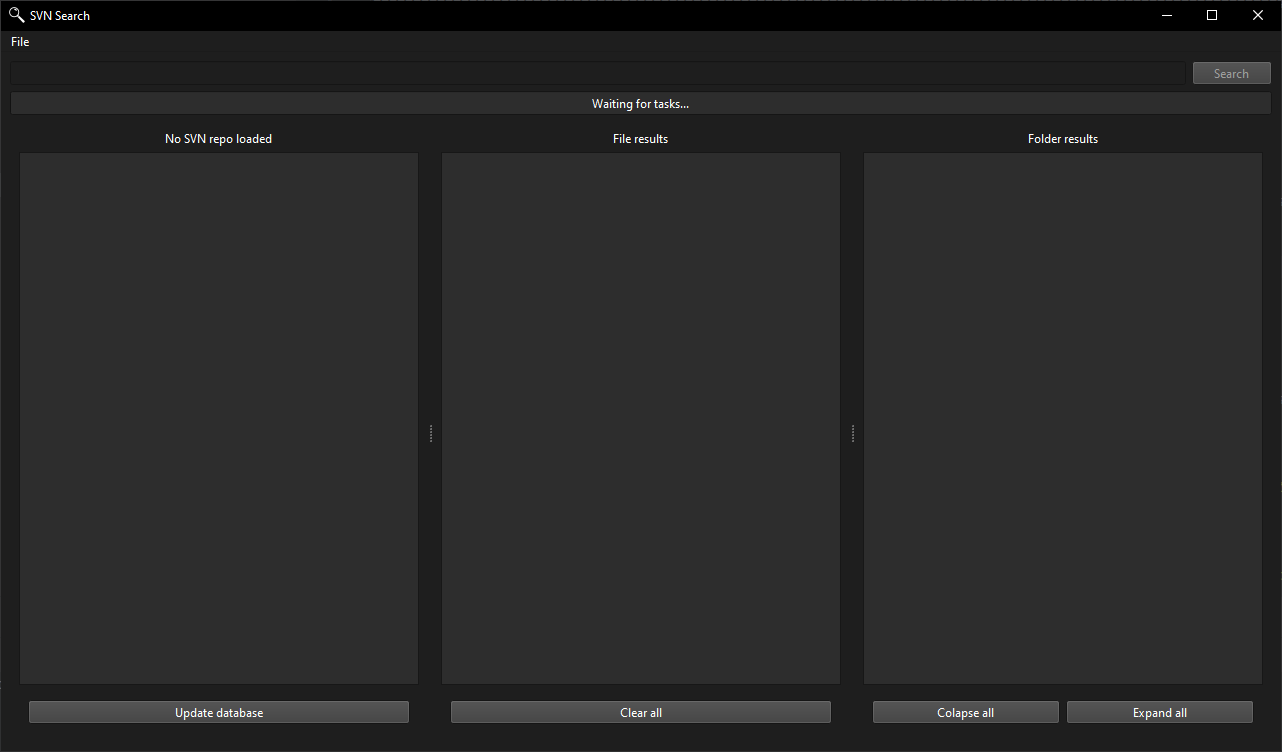 SVN Search
File
Search
Waiting for tasks...
No SVN repo loaded
File results
Folder results
Update database
Clear all
Colapse all
Expand all